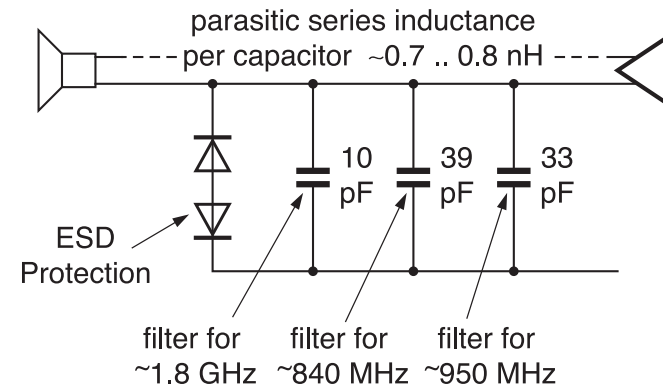 parasitic series inductance
per capacitor ~0.7 .. 0.8 nH
10
pF
39
pF
33
pF
ESD
Protection
filter for
~1.8 GHz
filter for
~840 MHz
filter for
~950 MHz